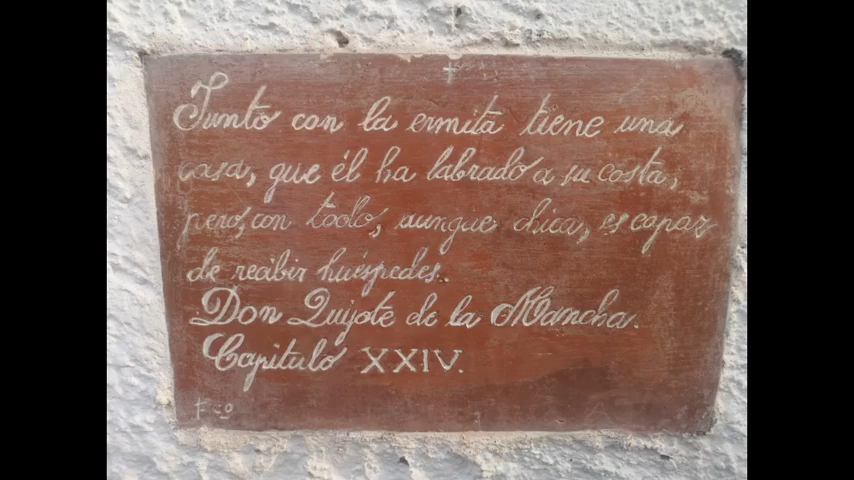 Junto con la ermita tiene una
casa, que él ha labrado a su costa,
pero, con todo, aunque chica, es capaz
de recibir huéspedes..
Don Quijote de la Mancha.
Capitulo XXIV.